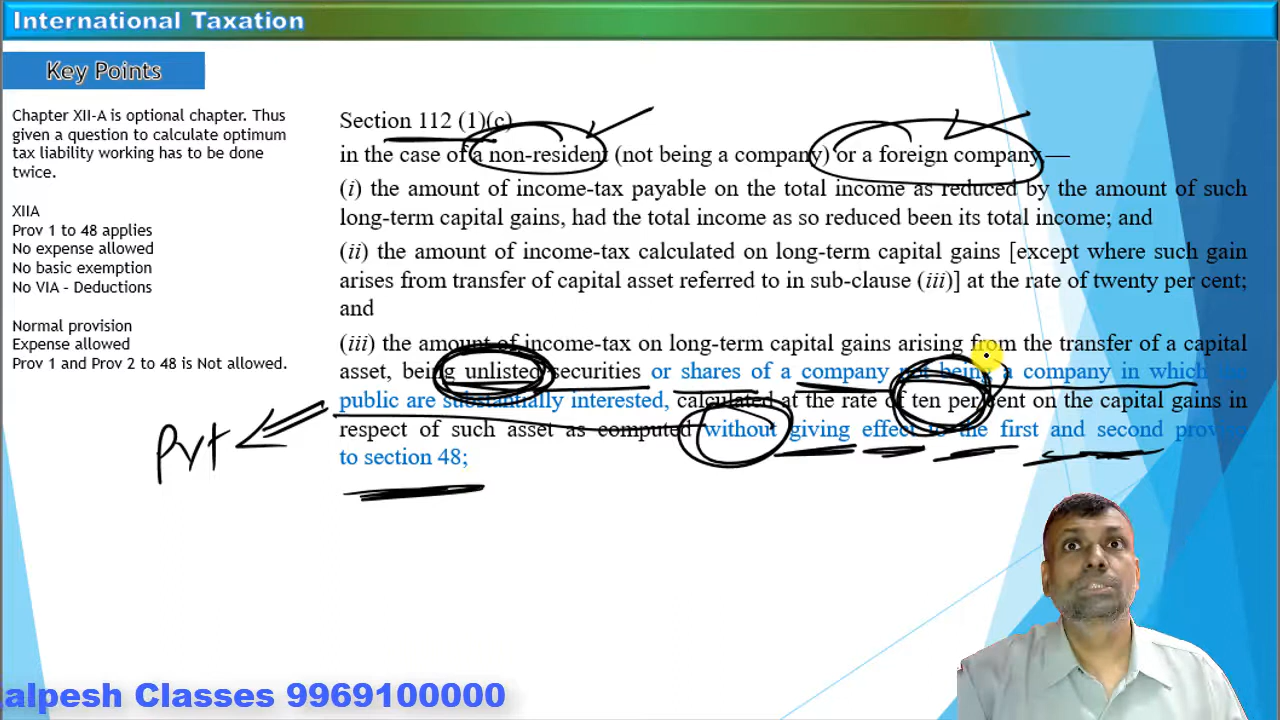 International Taxation
Key Points
Chapter XII-A is optional chapter. Thus
given a question to calculate optimum
tax liability working has to be done
twice.
XIIA
Prov 1 to 48 applies
No expense allowed
No basic exemption
No VIA - Deductions
Normal provision
Expense allowed
Prov 1 and Prov 2 to 48 is Not allowed.
Section 112 (1)(c)
in the case of a non-resident (not being a company) or a foreign company,—
(i) the amount of income-tax payable on the total income as reduced by the amount of such
long-term capital gains, had the total income as so reduced been its total income; and
(ii) the amount of income-tax calculated on long-term capital gains [except where such gain
arises from transfer of capital asset referred to in sub-clause (iii)] at the rate of twenty per cent;
and
(iii) the amount of income-tax on long-term capital gains arising from the transfer of a capital
asset, being unlisted securities or shares of a company not being a company in which
public are substantially interested, calculated at the rate of ten per cent on the capital gains in
respect of such asset as computed without giving effect to the first and second
to section 48;
Pvt
alpesh Classes 9969100000